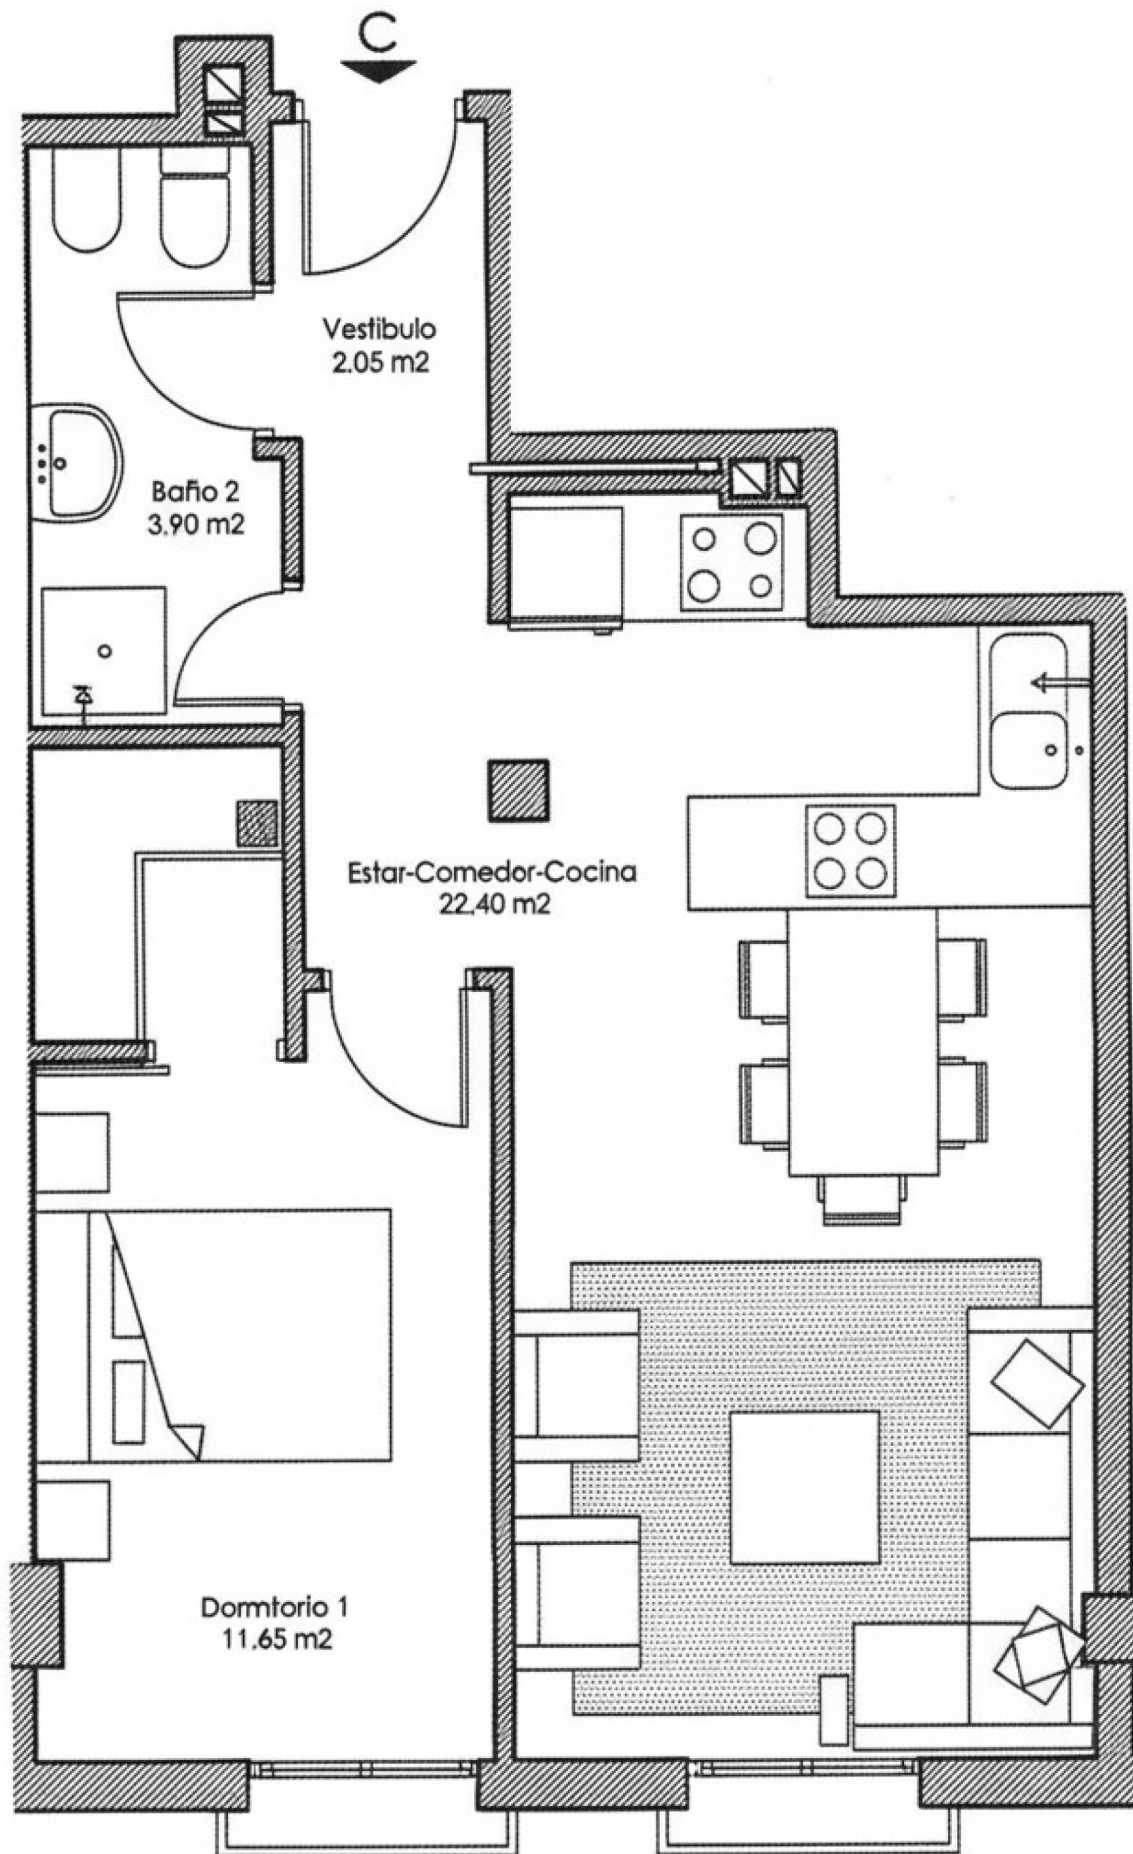 C
Vestibulo
2.05 m2
Baño 2
3.90 m2
Estar-Comedor-Cocina
22.40 m2
Dormtorio 1
11.65 m2